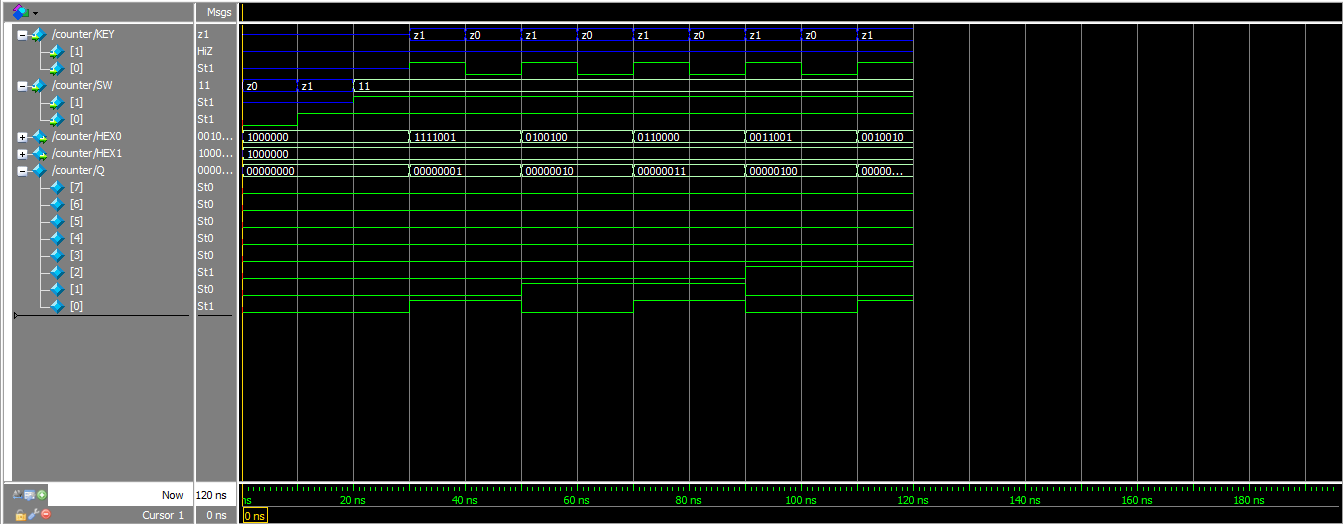 Msgs
/counter/KEY z1 z1 z0 z1 z0 z1 z0 z1 z0 z1
[1] HiZ
[0] St1
/counter/SW 11 z0 z1 11
[1] St1
[0] St1
/counter/HEX0 0010... 1000000 1111001 0100100 0110000 0011001 0010010
/counter/HEX1 1000... 1000000
/counter/Q 0000... 00000000 00000001 00000010 00000011 00000100 00000...
[7] St0
[6] St0
[5] St0
[4] St0
[3] St0
[2] St1
[1] St0
[0] St1
Now 120 ns ns 20 ns 40 ns 60 ns 80 ns 100 ns 120 ns 140 ns 160 ns 180 ns
Cursor 1 0 ns 0 ns